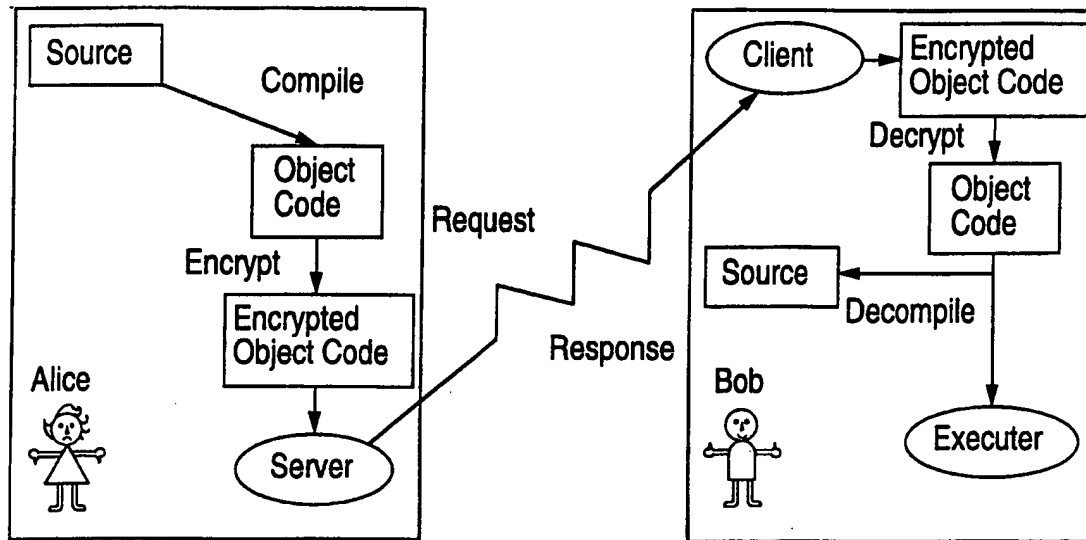 Source
Compile
Object
Code
Encrypt
Encrypted
Object Code
Alice
Server
Request
Response
Client
Encrypted
Object Code
Decrypt
Object
Code
Source
Decompile
Bob
Executer